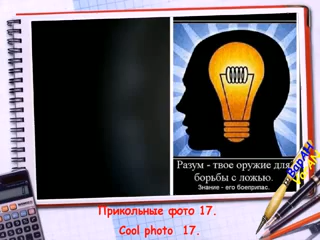 Разум - твое оружие для
борьбы с ложью.
Знание - его боеприпас.
Прикольные фото 17.
Cool photo 17.